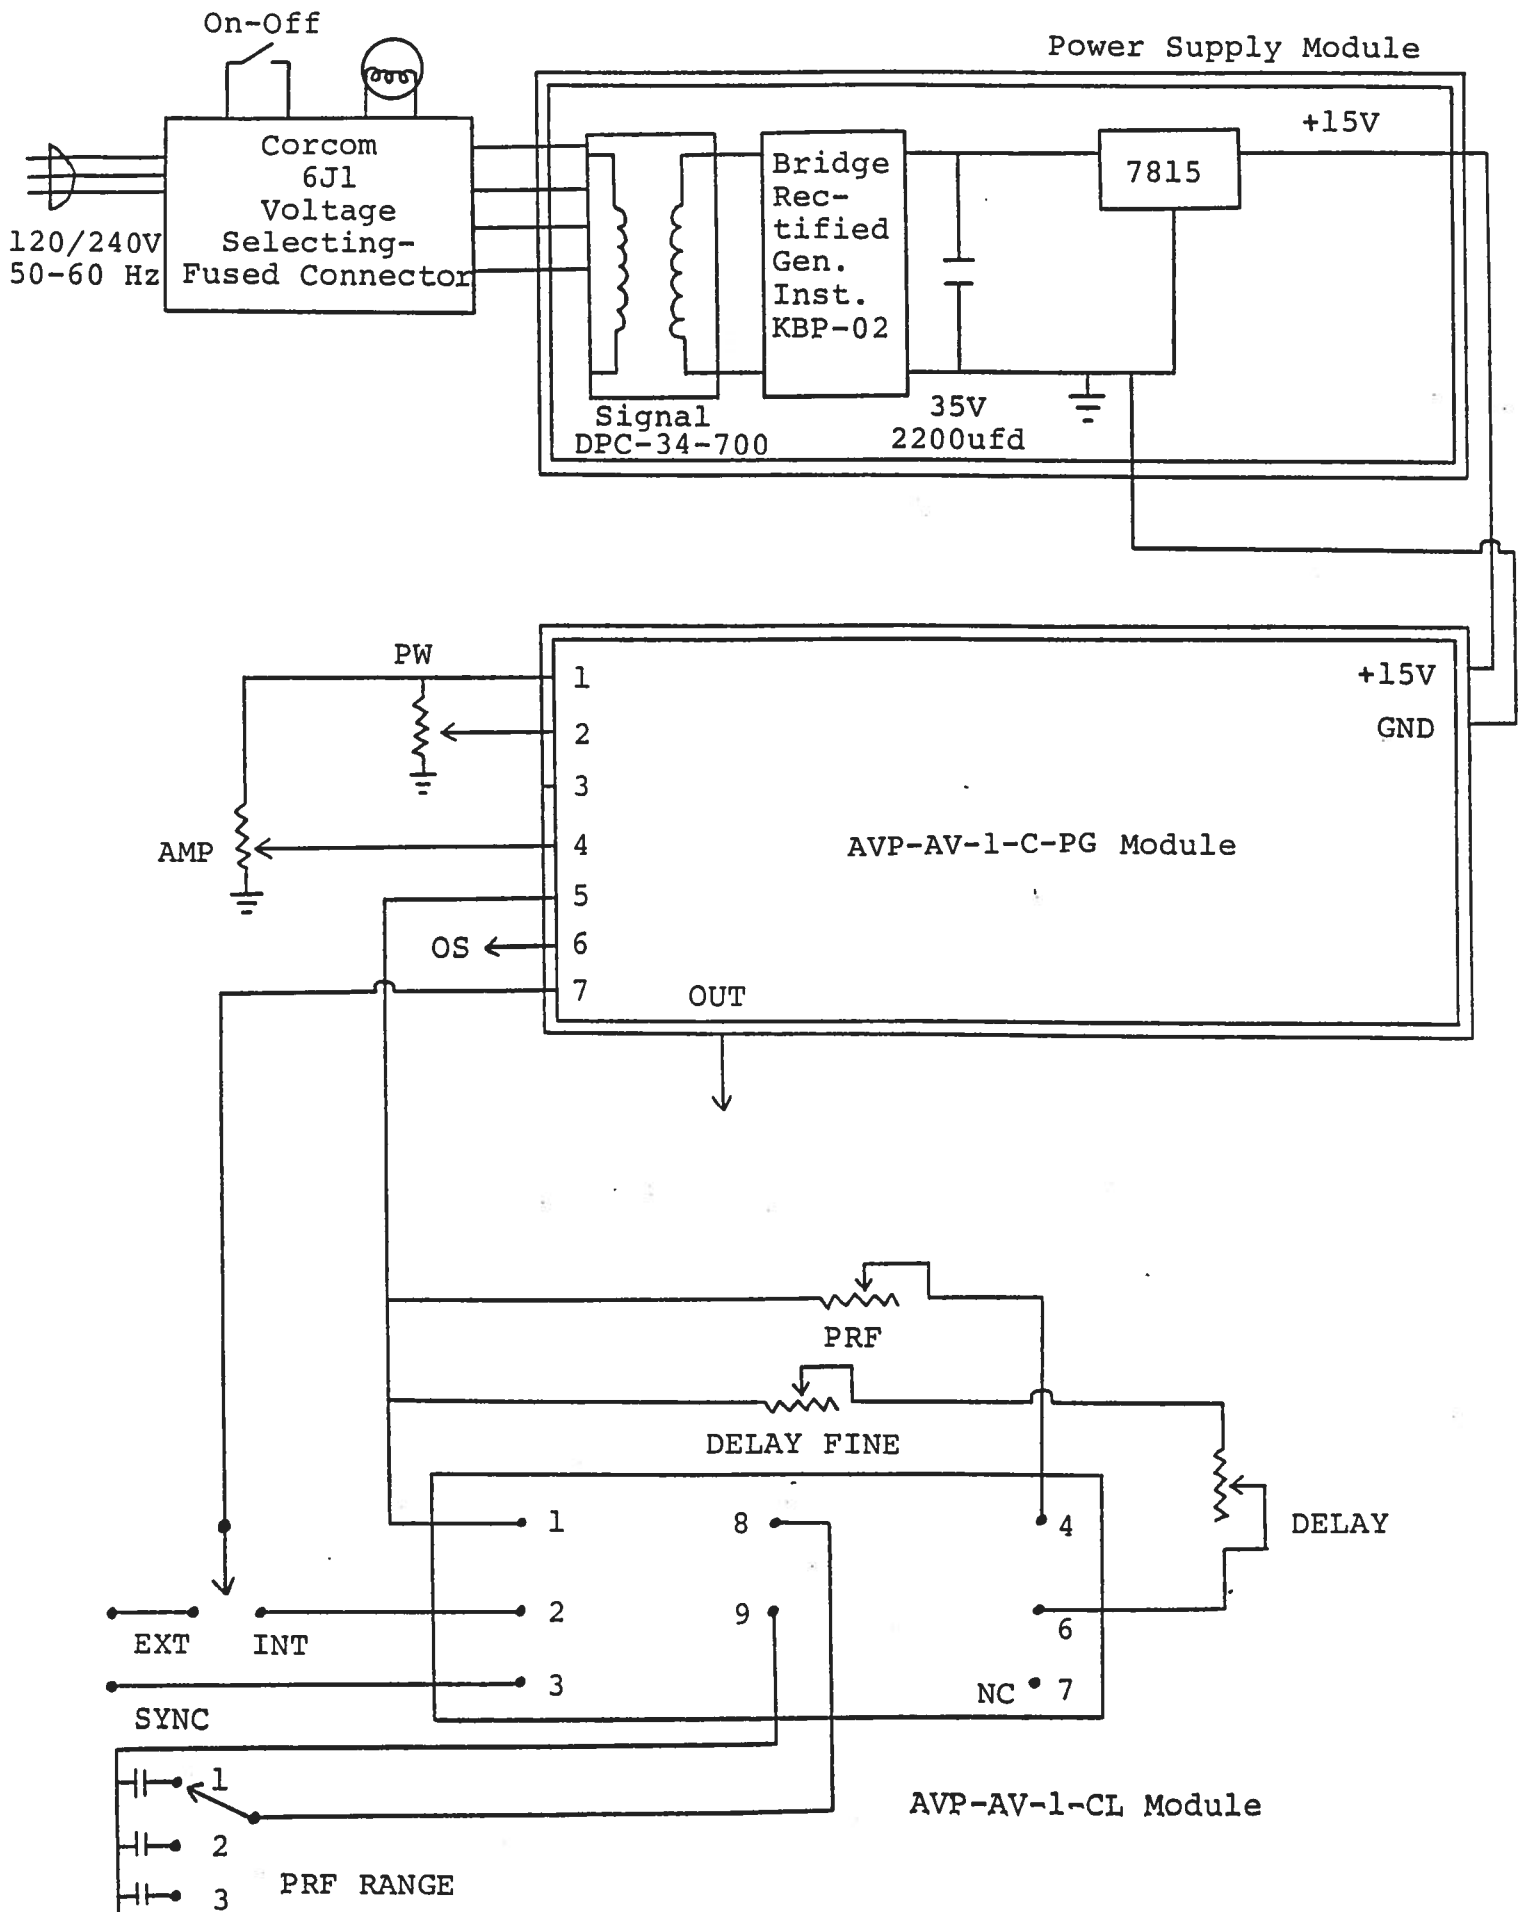 On-Off
Power Supply Module
Corcom
6J1
Voltage
Selecting-
Fused Connector
120/240V
50-60 Hz
Bridge
Rec-
tified
Gen.
Inst.
KBP-02
7815
+15V
Signal
DPC-34-700
35V
2200ufd
PW
1
2
3
4
5
6
7
AMP
OS
OUT
+15V
GND
AVP-AV-1-C-PG Module
PRF
DELAY FINE
DELAY
1
8
4
2
9
6
3
NC
7
EXT
INT
SYNC
1
2
3
PRF RANGE
AVP-AV-1-CL Module